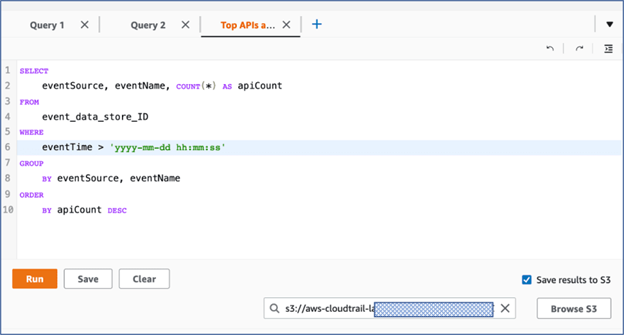 Query 1 Query 2 Top APIs a...
1 SELECT
2 eventSource, eventName, COUNT(*) AS apiCount
3 FROM
4 event_data_store_ID
5 WHERE
6 eventTime > 'yyyy-mm-dd hh:mm:ss'
7 GROUP
8 BY eventSource, eventName
9 ORDER
10 BY apiCount DESC
Run Save Clear Save results to S3
s3://aws-cloudtrail-la Browse S3